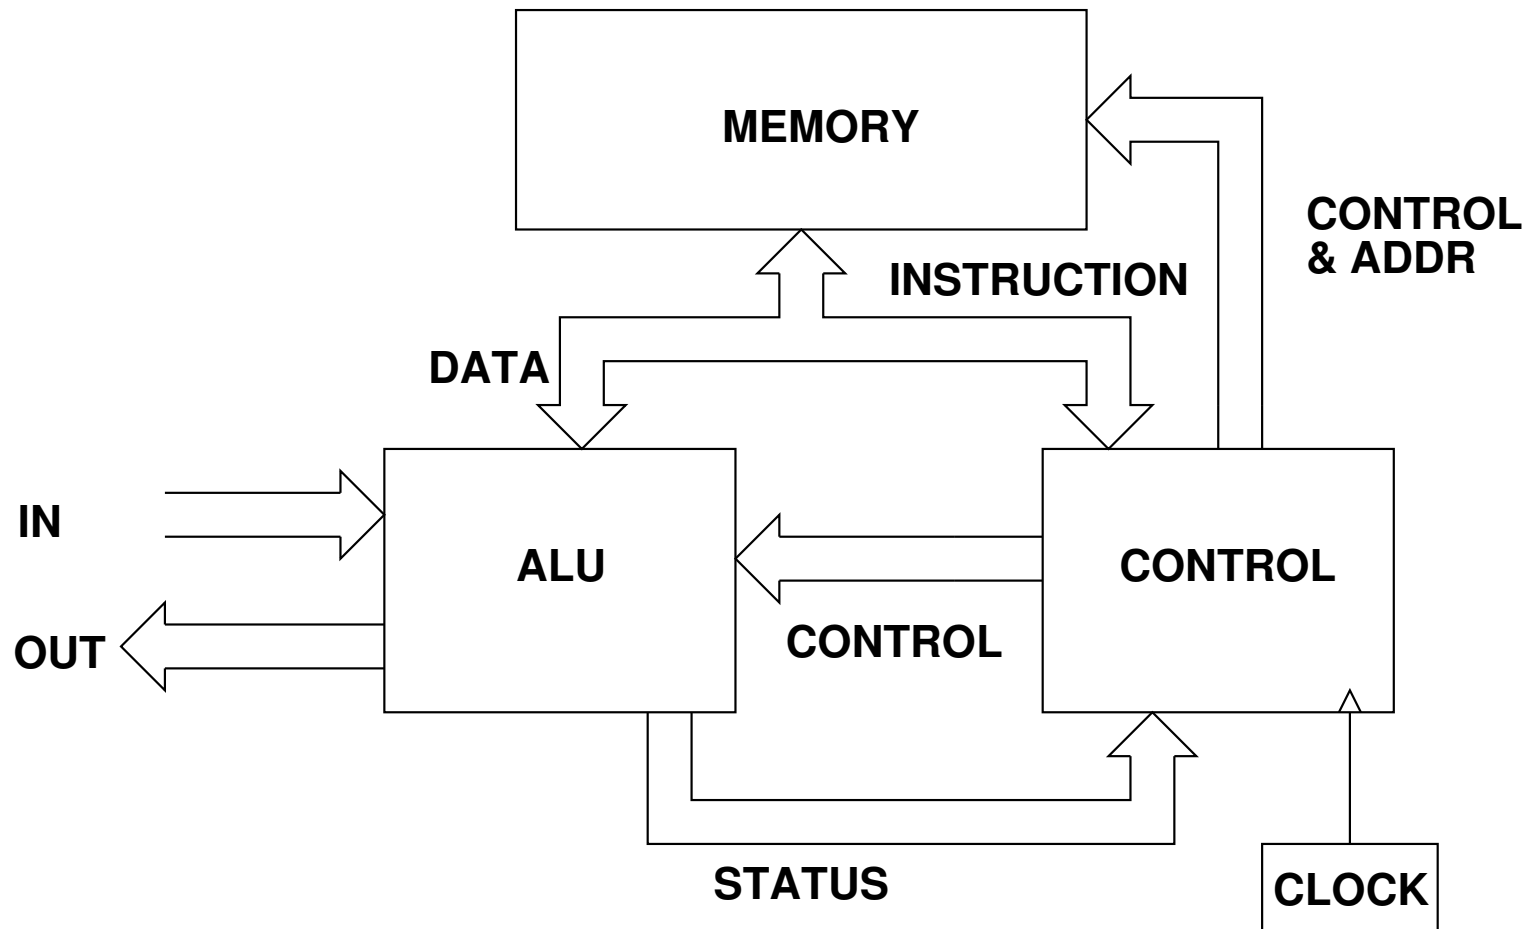 MEMORY
CONTROL
& ADDR
INSTRUCTION
DATA
IN
ALU
CONTROL
OUT
CONTROL
STATUS
CLOCK